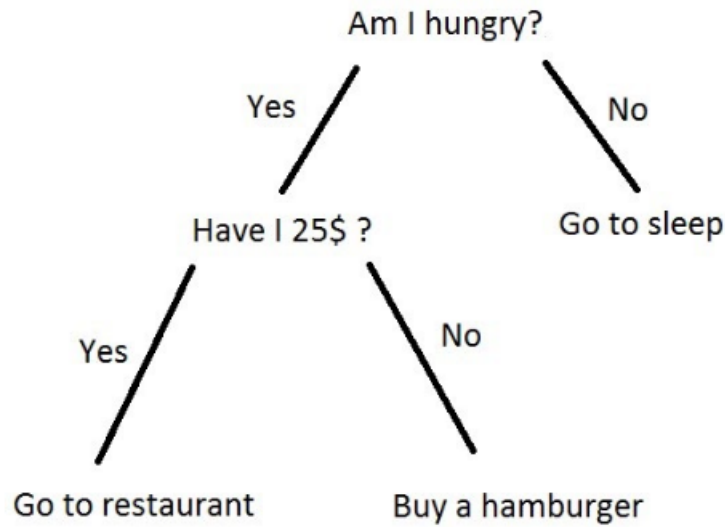 Am I hungry?
Yes
No
Have I 25$ ?
Go to sleep
Yes
No
Go to restaurant
Buy a hamburger